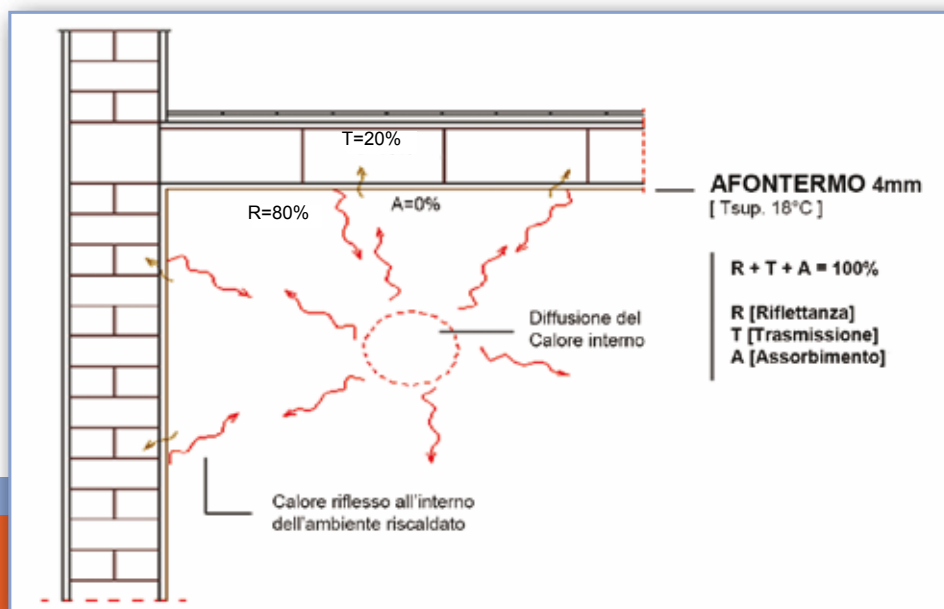 T=20%
R=80%
A=0%
AFONTERMO 4mm
[ Tsup. 18°C ]
R + T + A = 100%
R [Riflettanza]
T [Trasmissione]
A [Assorbimento]
Diffusione del
Calore interno
Calore riflesso all'interno
dell'ambiente riscaldato